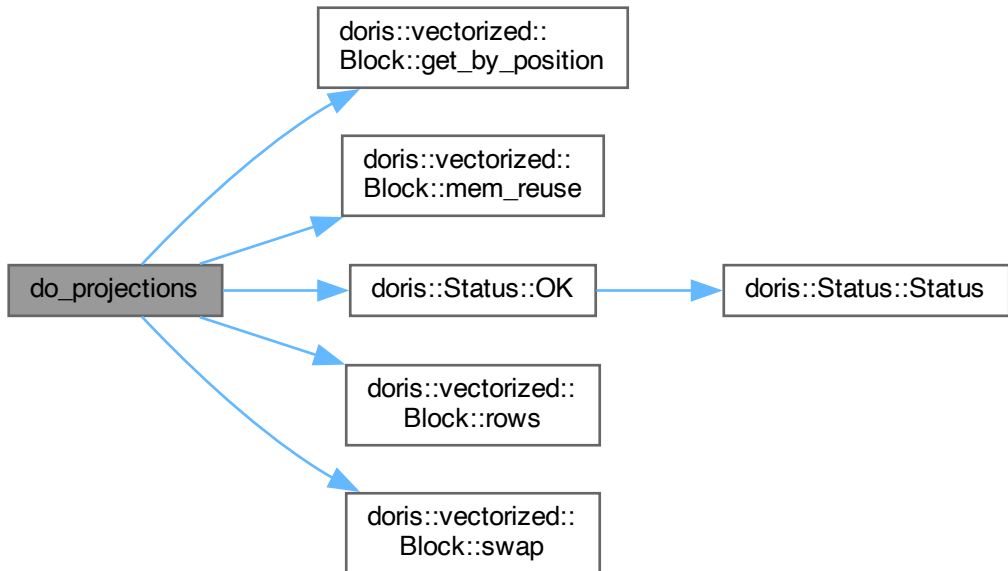 doris::vectorized::
Block::get_by_position
doris::vectorized::
Block::mem_reuse
do_projections
doris::Status::OK
doris::Status::Status
doris::vectorized::
Block::rows
doris::vectorized::
Block::swap